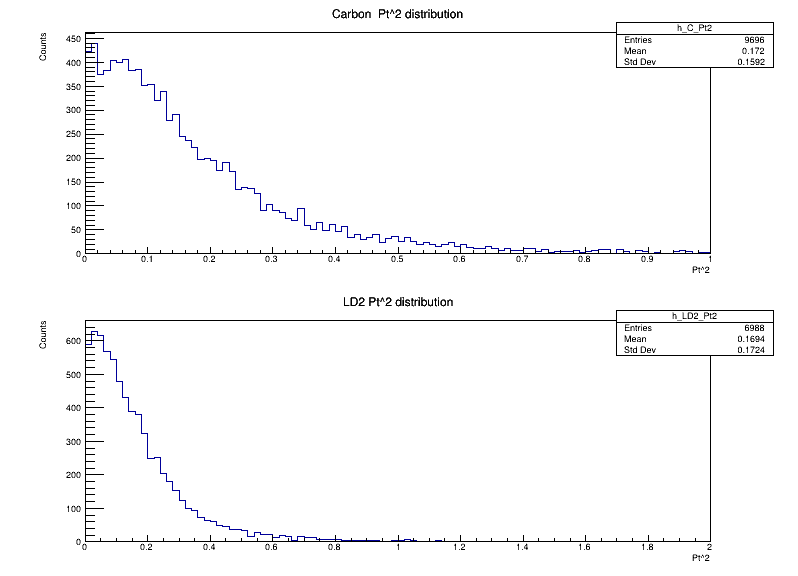 Carbon  Pt^2 distribution
h_C_Pt2
Entries 9696
Mean 0.172
Std Dev 0.1592
Counts
450
400
350
300
250
200
150
100
50
0
0 0.1 0.2 0.3 0.4 0.5 0.6 0.7 0.8 0.9 1
Pt^2
LD2 Pt^2 distribution
h_LD2_Pt2
Entries 6988
Mean 0.1694
Std Dev 0.1724
Counts
600
500
400
300
200
100
0
0 0.2 0.4 0.6 0.8 1 1.2 1.4 1.6 1.8 2
Pt^2